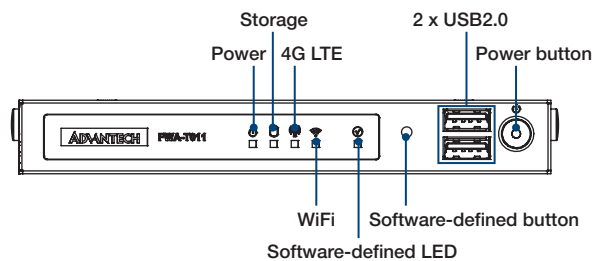 Storage
2 x USB2.0
Power
4G LTE
Power button
ADVANTECH
FWA-T011
WiFi
Software-defined button
Software-defined LED